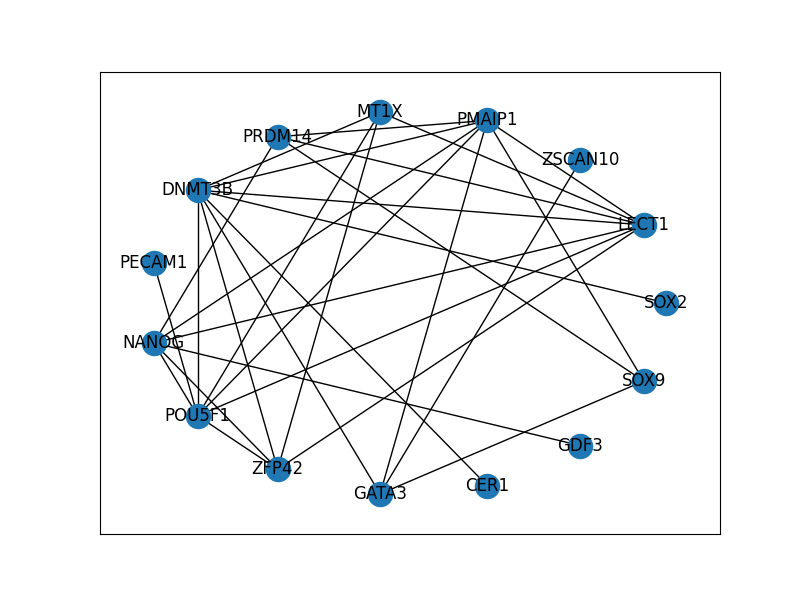 MT1X
PMAIP1
PRDM14
ZSCAN10
DNMT3B
LECT1
PECAM1
SOX2
NANOG
SOX9
POU5F1
GDF3
ZFP42
CER1
GATA3